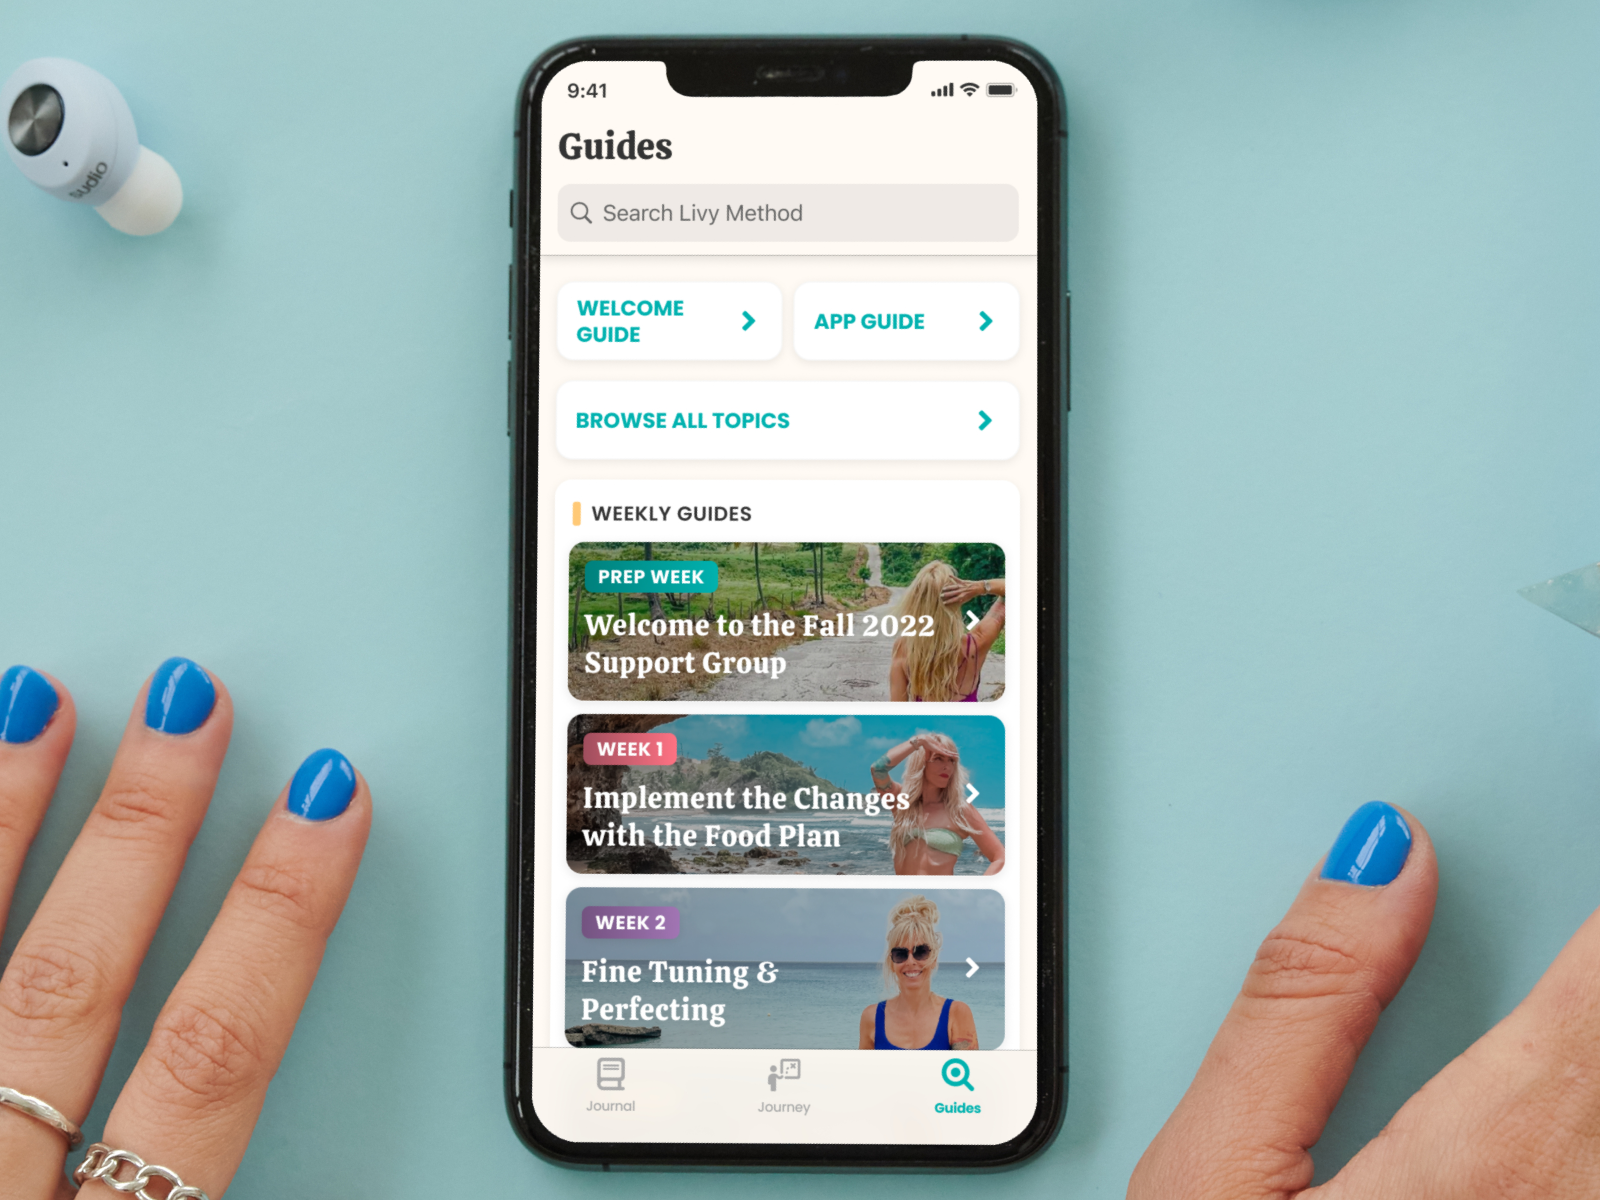 Sudio
9:41
Guides
Search Livy Method
WELCOME
GUIDE
APP GUIDE
BROWSE ALL TOPICS
WEEKLY GUIDES
PREP WEEK
Welcome to the Fall 2022
Support Group
WEEK 1
Implement the Changes
with the Food Plan
WEEK 2
Fine Tuning &
Perfecting
Journal
Journey
Guides